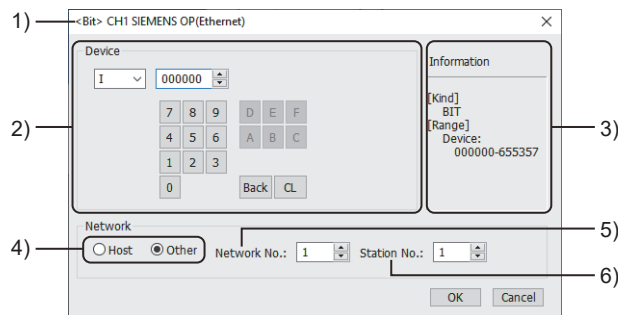 1)
<Bit> CH1 SIEMENS OP(Ethernet)
Device
I 000000
7 8 9 D E F
4 5 6 A B C
1 2 3
0 Back CL
2)
Information
[Kind]
BIT
[Range]
Device:
000000-655357
3)
Network
4)
Host Other Network No.: 1 Station No.: 1
5)
6)
OK Cancel